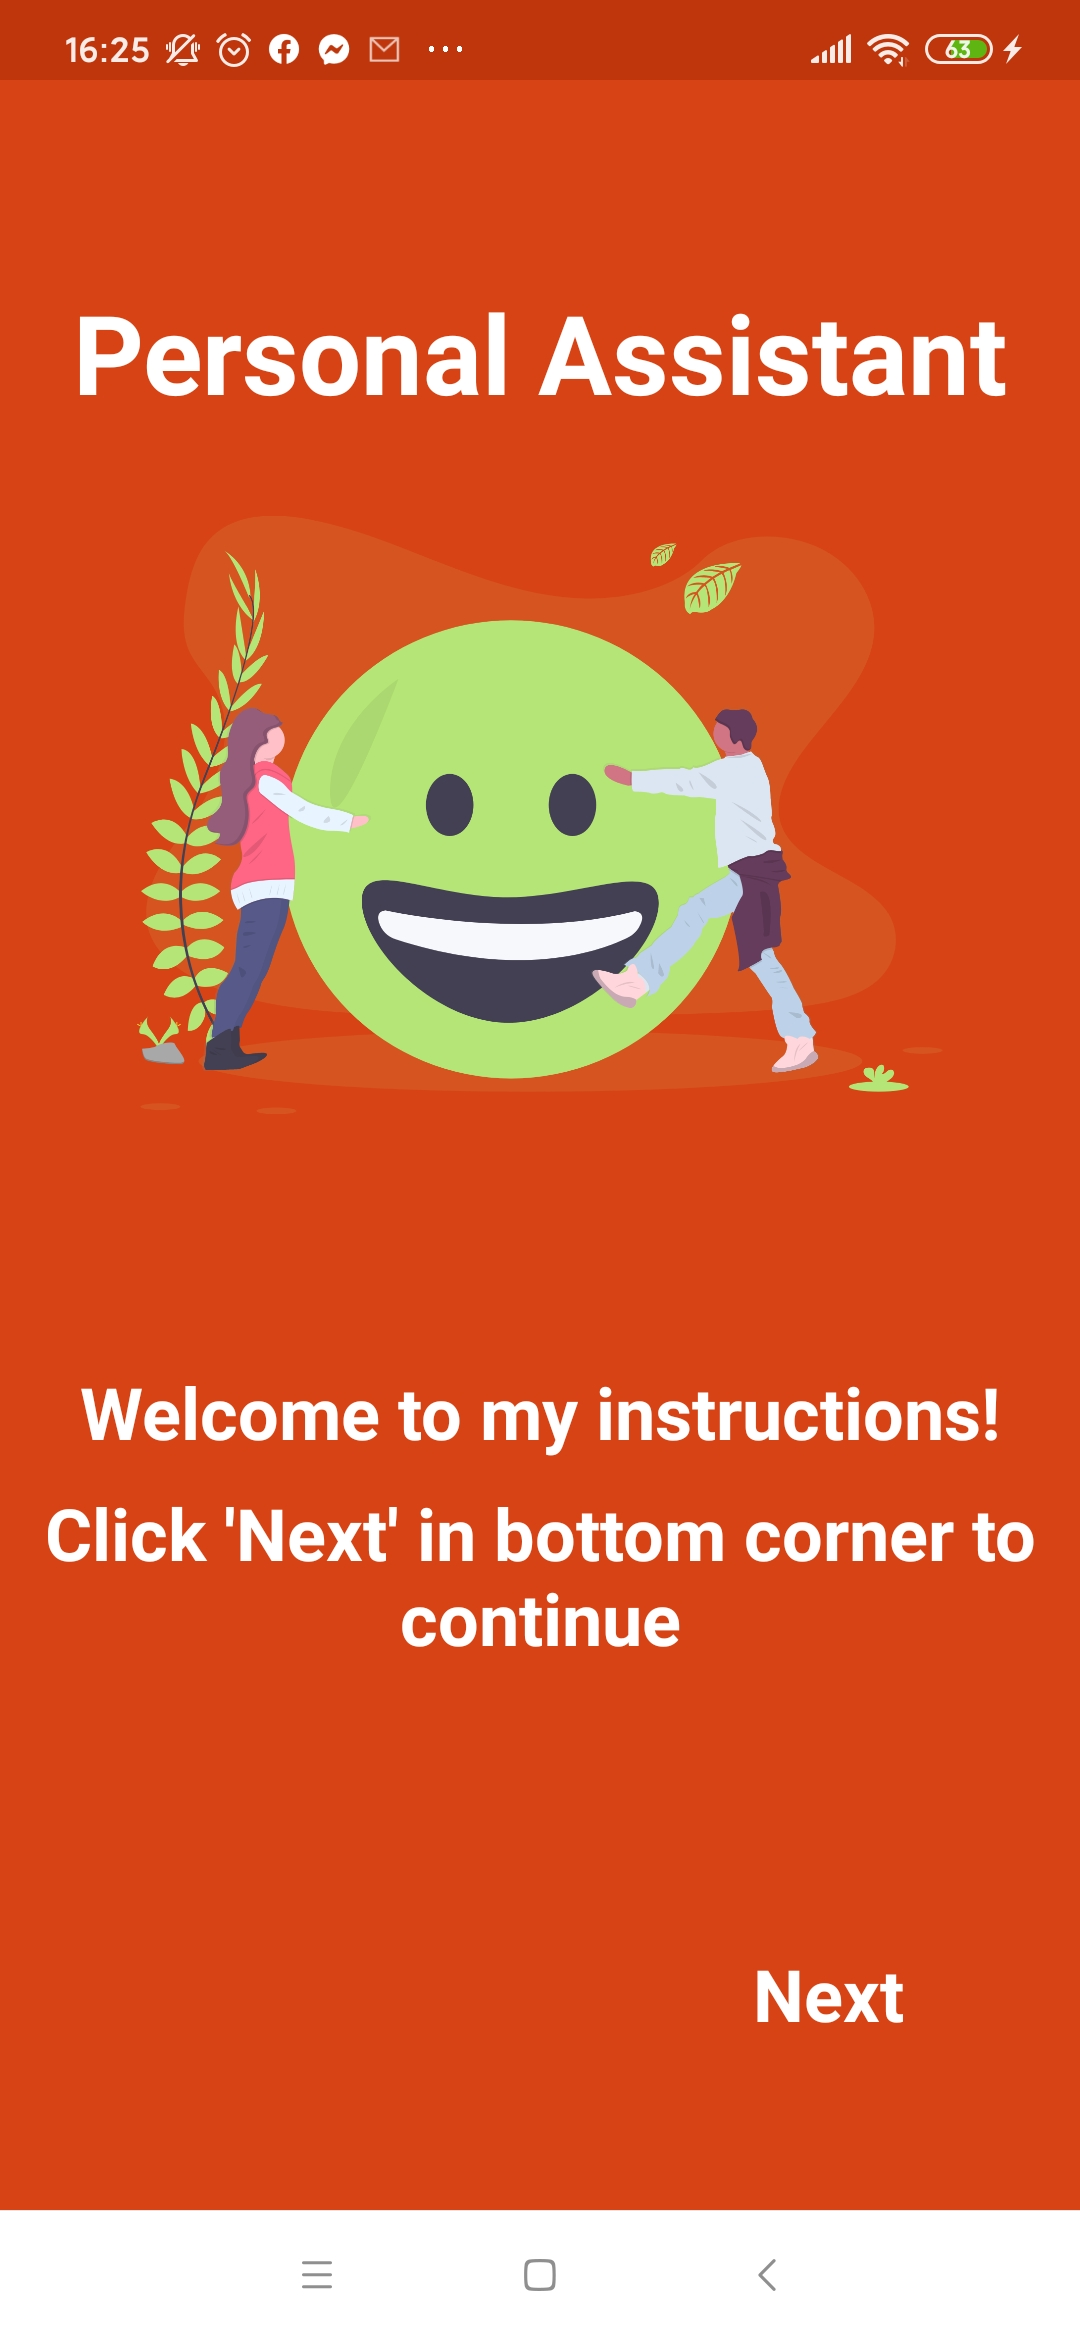 16:25
63
Personal Assistant
Welcome to my instructions!
Click 'Next' in bottom corner to
continue
Next